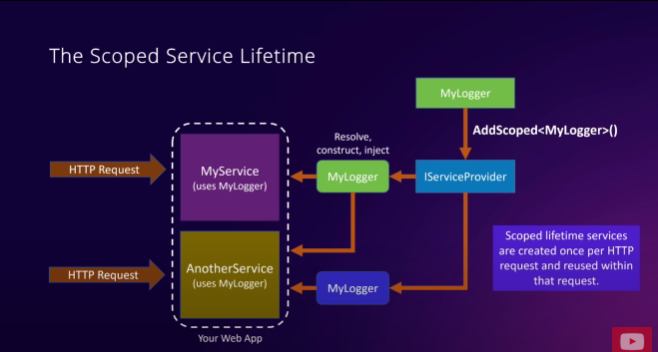 The Scoped Service Lifetime
MyLogger
AddScoped<MyLogger>()
Resolve,
construct, inject
HTTP Request
MyService
(uses MyLogger)
MyLogger
IServiceProvider
HTTP Request
AnotherService
(uses MyLogger)
MyLogger
Scoped lifetime services
are created once per HTTP
request and reused within
that request.
Your Web App